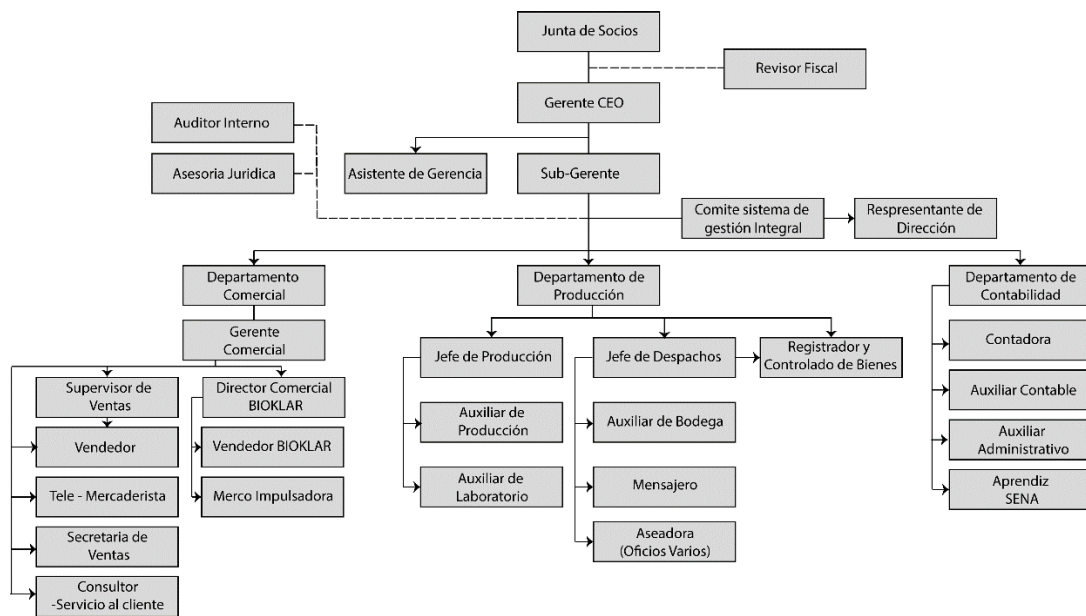 Junta de Socios
Revisor Fiscal
Gerente CEO
Auditor Interno
Asesoria Juridica
Asistente de Gerencia
Sub-Gerente
Comite sistema de
gestión Integral
Respresentante de
Dirección
Departamento
Comercial
Departamento de
Producción
Departamento de
Contabilidad
Gerente
Comercial
Jefe de Producción
Jefe de Despachos
Registrador y
Controlado de Bienes
Contadora
Supervisor de
Ventas
Director Comercial
BIOKLAR
Auxiliar Contable
Auxiliar de
Producción
Auxiliar de Bodega
Vendedor
Vendedor BIOKLAR
Auxiliar
Administrativo
Tele - Mercaderista
Merco Impulsadora
Auxiliar de
Laboratorio
Mensajero
Aprendiz
SENA
Secretaria de
Ventas
Aseadora
(Oficios Varios)
Consultor
-Servicio al cliente